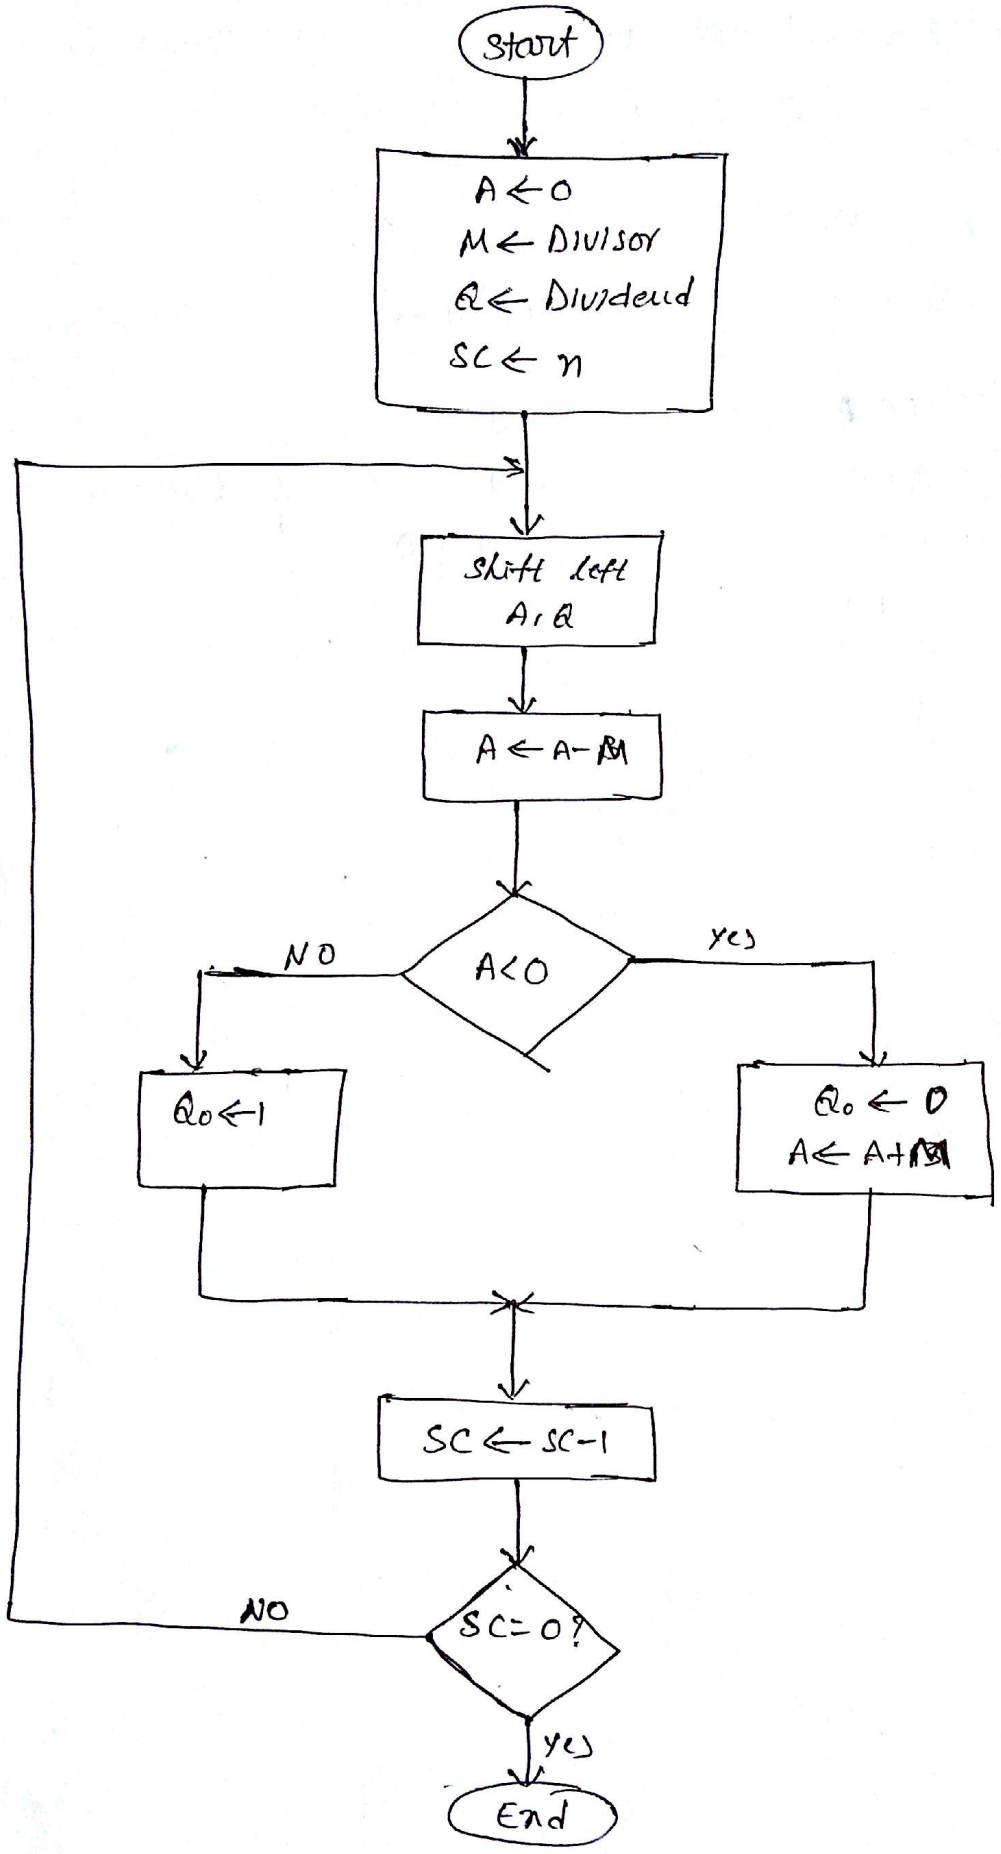 Start
A ← 0
M ← Divisor
Q ← Dividend
SC ← n
Shift left
A, Q
A ← A - M
A<0
NO
Yes
Q0 ← 1
Q0 ← 0
A ← A + M
SC ← SC-1
SC = 0?
NO
Yes
End